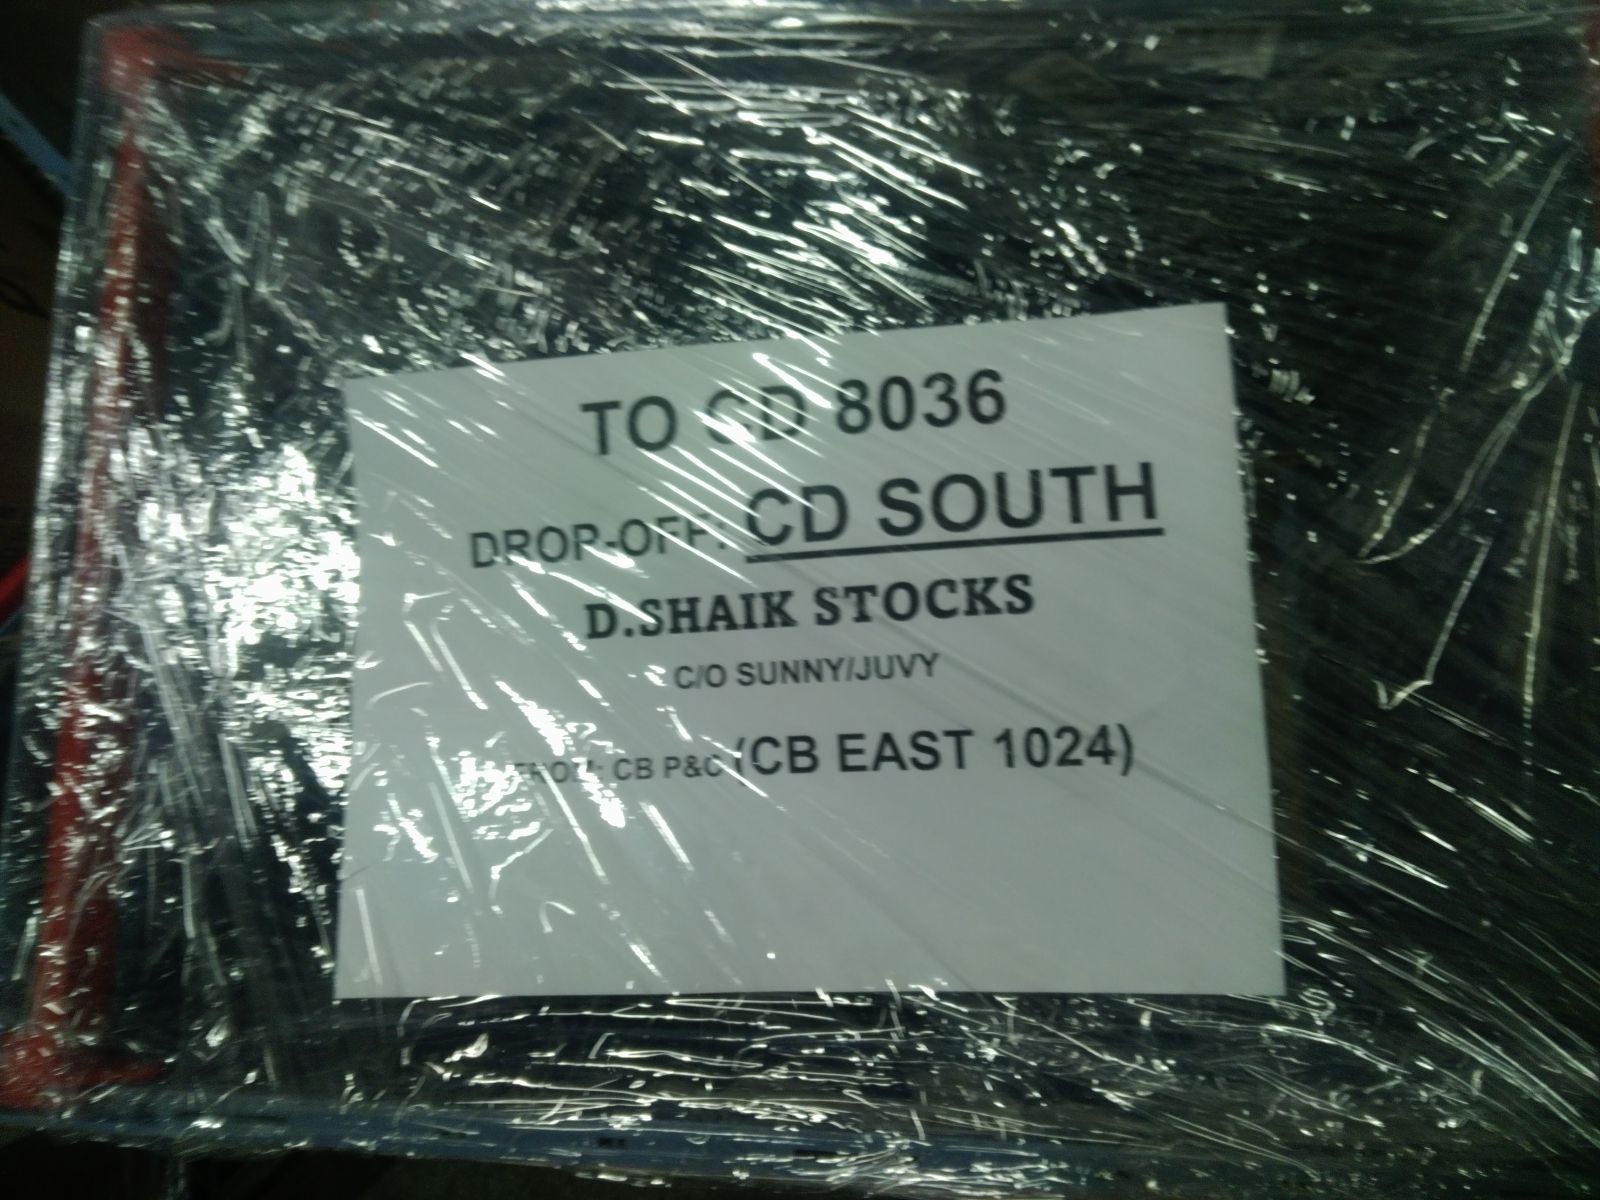 TO CD 8036
DROP-OFF: CD SOUTH
D.SHAIK STOCKS
C/O SUNNY/JUVY
FROM: CB P&C (CB EAST 1024)